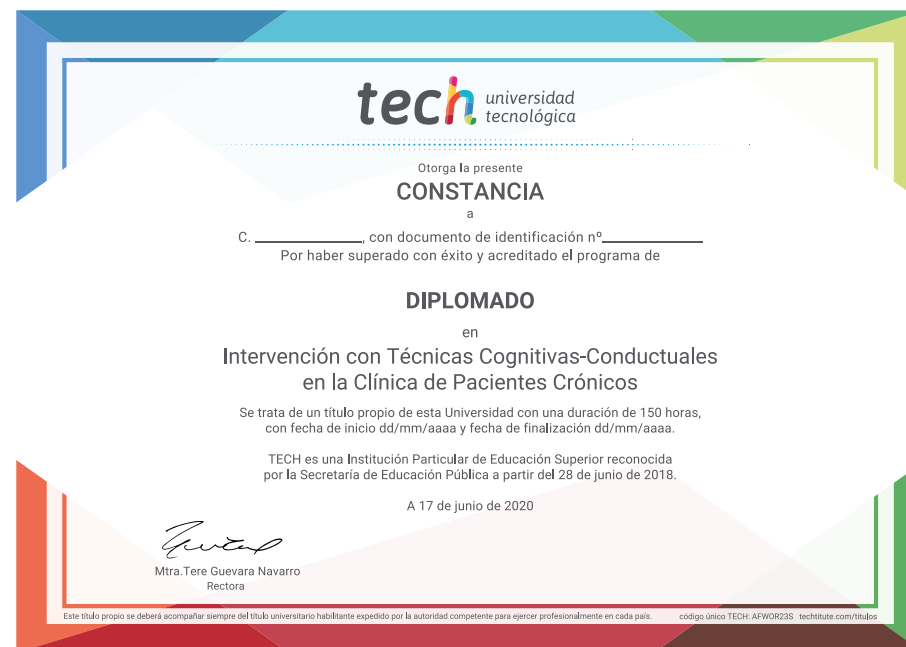 tech universidad
tecnológica
Otorga la presente
CONSTANCIA
a
C. ____________, con documento de identificación nº____________
Por haber superado con éxito y acreditado el programa de
DIPLOMADO
en
Intervención con Técnicas Cognitivas-Conductuales
en la Clínica de Pacientes Crónicos
Se trata de un título propio de esta Universidad con una duración de 150 horas,
con fecha de inicio dd/mm/aaaa y fecha de finalización dd/mm/aaaa.
TECH es una Institución Particular de Educación Superior reconocida
por la Secretaría de Educación Pública a partir del 28 de junio de 2018.
A 17 de junio de 2020
Mtra.Tere Guevara Navarro
Rectora
Este título propio se deberá acompañar siempre del título universitario habilitante expedido por la autoridad competente para ejercer profesionalmente en cada país. código único TECH: AFWOR23S techtitute.com/titulos